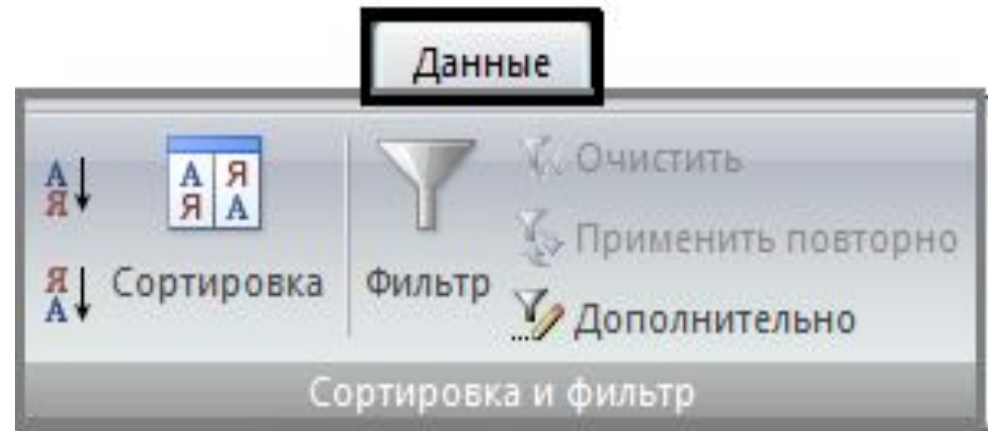 Данные
А
Я
А Я
Я А
Я
А
Сортировка
Фильтр
Очистить
Применить повторно
Дополнительно
Сортировка и фильтр